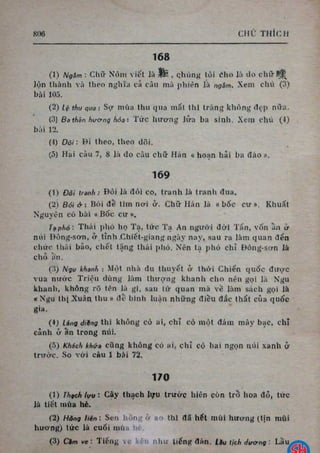 806 CHÚ THÍCH
168
(1) Ngâm : Chữ Nôm viết là , chúng tôi cho là do chữ
lộn thành và theo nghĩa cả câu mà phiên là ngâm. Xem chú (3)
bài 105.
(2) Lệ thu qua : Sợ mùa thu qua mất thì trăng không đẹp nữa.
(3) Ba thân hương hỏa : Tức hương lửa ba sinh. Xem chú (4)
bài 12.
(4) Dõi : Đi theo, theo dõi.
(5) Hai câu 7, 8 là do câu chữ Hán « hoạn hải ba đào ».
169
(1) Đôi tranh : Đôi là đôi co, tranh là tranh đua.
(2) Bói ở : Bói để tìm nơi ở. Chữ Hán là « bốc cư ». Khuất
Nguyên có bài « Bốc cư ».
Tạ phó : Thái phó họ Tạ, tức Tạ An người đời Tấn, vốn ẩn ở
núi Đông-sơn, ở tỉnh Chiết-giang ngày nay, sau ra làm quan đến
chức thái bảo, chết tặng thái phó. Nên tạ phó chỉ Đông-sơn là
chỗ ẩn.
(3) Ngu khanh : Một nhà du thuyết ở thời Chiến quốc được
vua nước Triệu dùng làm thượng khanh cho nên gọi là Ngu
khanh, không rõ tên là gì, sau từ quan mà về làm sách gọi là
« Ngu thị Xuân thu » để bình luận những điều đắc thất của quốc
gia.
(4) Láng diềng thì không có ai, chỉ có một đám mây bạc, chỉ
cảnh ở ẩn trong núi.
(5) Khách khứa cũng không có ai, chỉ có hai ngọn núi xanh ở
trước. So với câu 1 bài 72.
170
(1) Thạch lựu : Cây thạch lựu trước hiên còn trồ hoa đỏ, tức
là tiết mùa hè.
(2) Hồng liên : Sen hồng ở ao thì đã hết mùi hương (tịn mùi
hương) tức là cuối mùa hè.
(3) Cầm ve : Tiếng ve kêu như tiếng đàn. Lầu tịch dương : Lầu